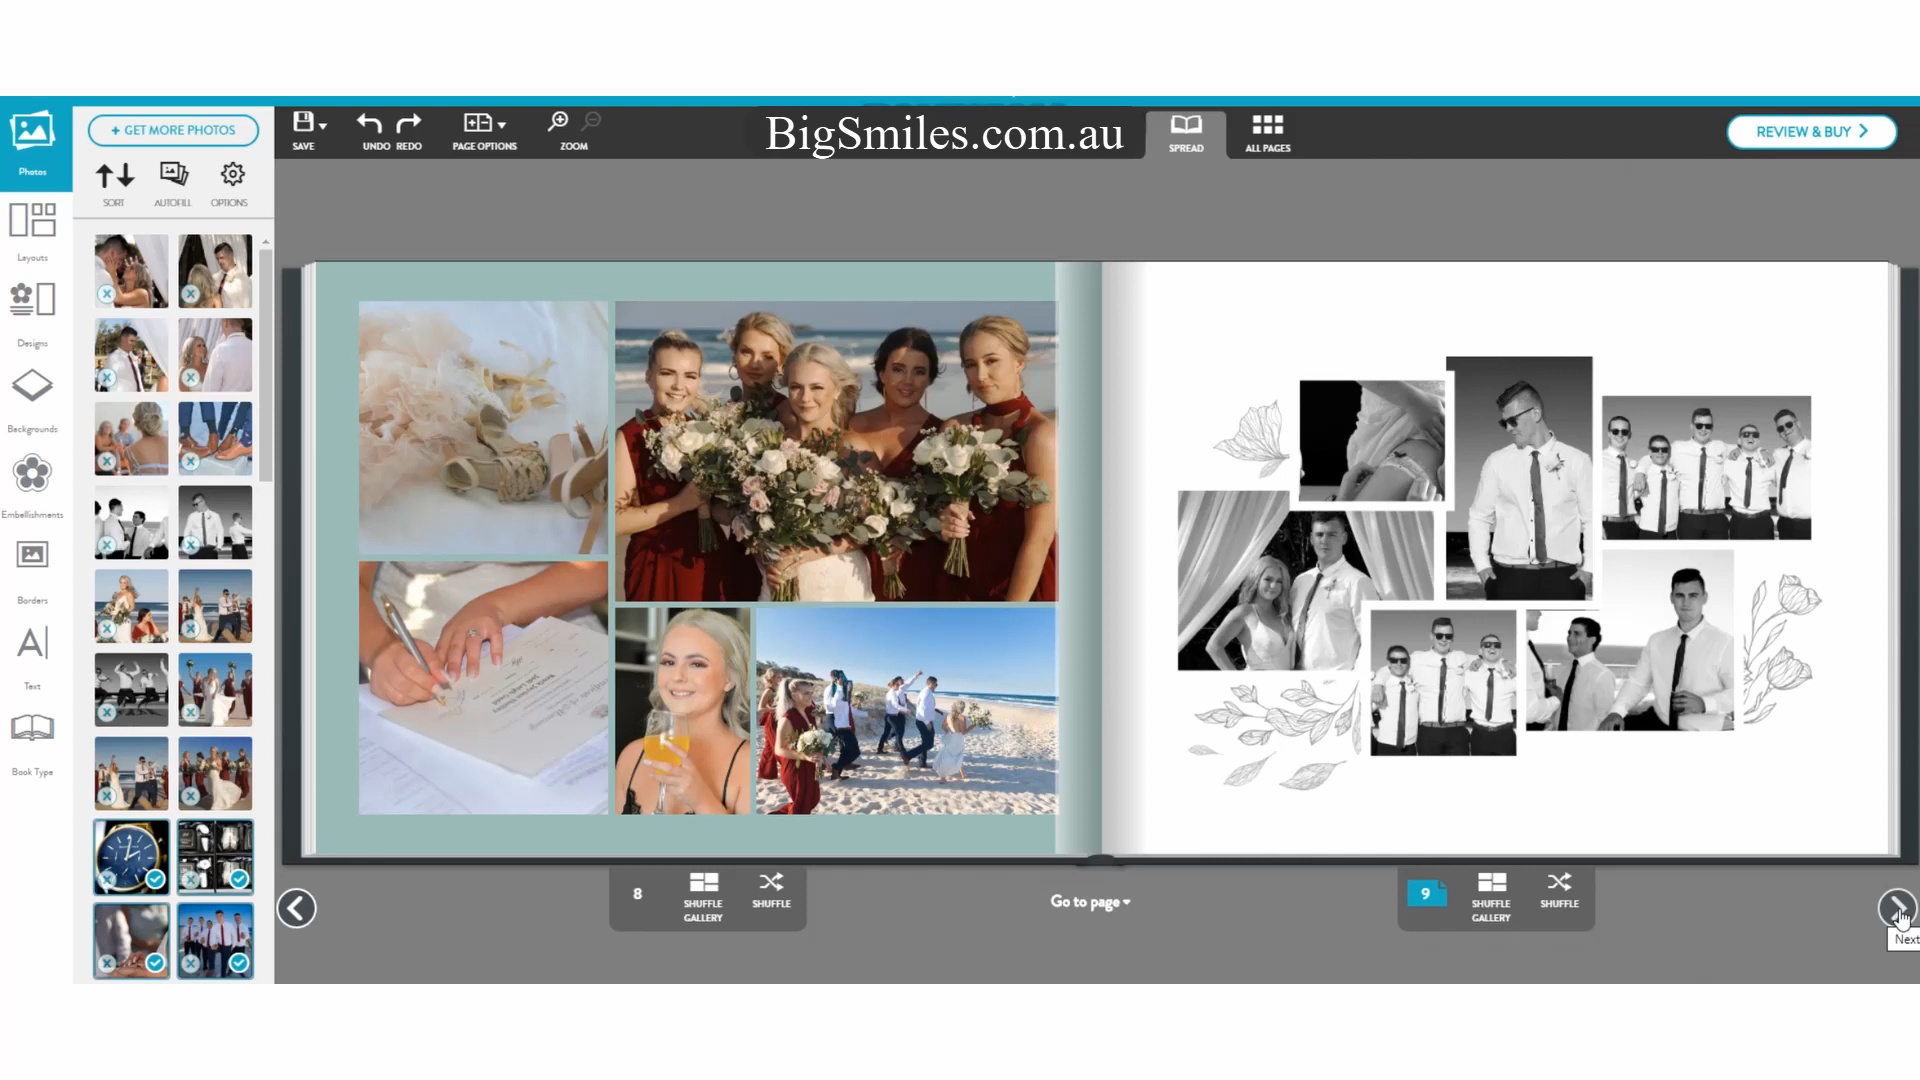 + GET MORE PHOTOS
SAVE
UNDO REDO
PAGE OPTIONS
ZOOM
BigSmiles.com.au
SPREAD
ALL PAGES
REVIEW & BUY
Photos
SORT
AUTOFILL
OPTIONS
Layouts
Designs
Backgrounds
Embellishments
Borders
Text
Book Type
8
SHUFFLE
GALLERY
SHUFFLE
Go to page
9
SHUFFLE
GALLERY
SHUFFLE
Next